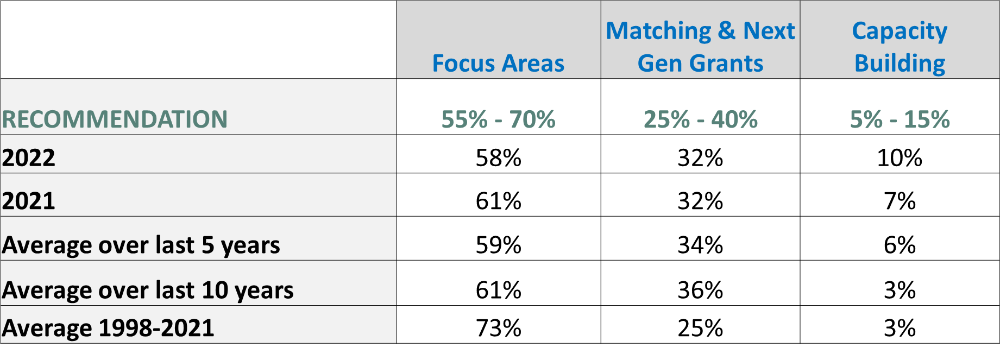 Focus Areas Matching & Next Gen Grants Capacity Building
RECOMMENDATION 55% - 70% 25% - 40% 5% - 15%
2022 58% 32% 10%
2021 61% 32% 7%
Average over last 5 years 59% 34% 6%
Average over last 10 years 61% 36% 3%
Average 1998-2021 73% 25% 3%